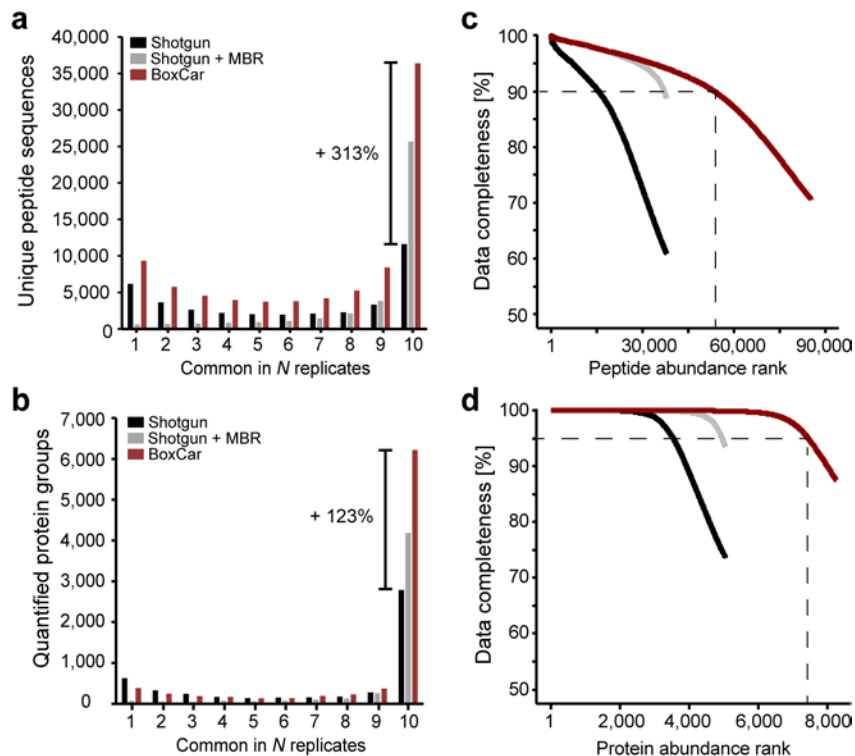 a
40,000
35,000
30,000
25,000
20,000
15,000
10,000
5,000
0
Unique peptide sequences
Shotgun
Shotgun + MBR
BoxCar
+ 313%
1 2 3 4 5 6 7 8 9 10
Common in N replicates
b
7,000
6,000
5,000
4,000
3,000
2,000
1,000
0
Quantified protein groups
Shotgun
Shotgun + MBR
BoxCar
+ 123%
1 2 3 4 5 6 7 8 9 10
Common in N replicates
c
100
90
80
70
60
50
Data completeness [%]
1 30,000 60,000 90,000
Peptide abundance rank
d
100
90
80
70
60
50
Data completeness [%]
1 2,000 4,000 6,000 8,000
Protein abundance rank